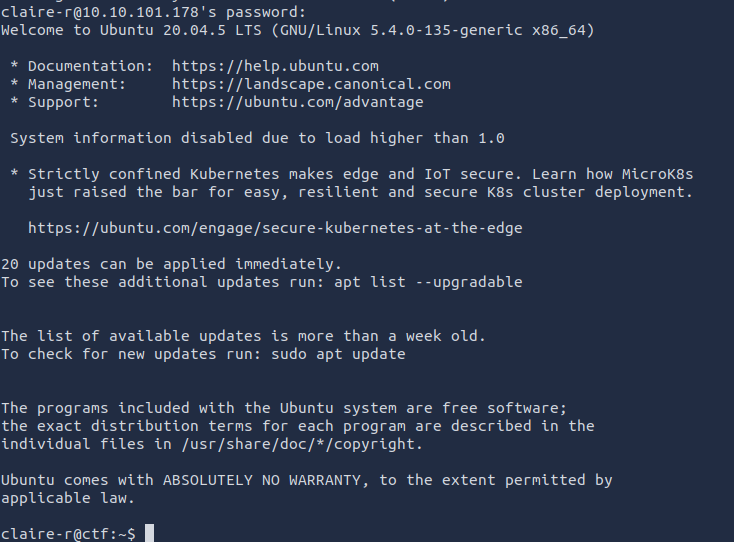 claire-r@10.10.101.178's password:
Welcome to Ubuntu 20.04.5 LTS (GNU/Linux 5.4.0-135-generic x86_64)
* Documentation:  https://help.ubuntu.com
* Management:     https://landscape.canonical.com
* Support:        https://ubuntu.com/advantage
System information disabled due to load higher than 1.0
* Strictly confined Kubernetes makes edge and IoT secure. Learn how MicroK8s
just raised the bar for easy, resilient and secure K8s cluster deployment.
https://ubuntu.com/engage/secure-kubernetes-at-the-edge
20 updates can be applied immediately.
To see these additional updates run: apt list --upgradable
The list of available updates is more than a week old.
To check for new updates run: sudo apt update
The programs included with the Ubuntu system are free software;
the exact distribution terms for each program are described in the
individual files in /usr/share/doc/*/copyright.
Ubuntu comes with ABSOLUTELY NO WARRANTY, to the extent permitted by
applicable law.
claire-r@ctf:~$